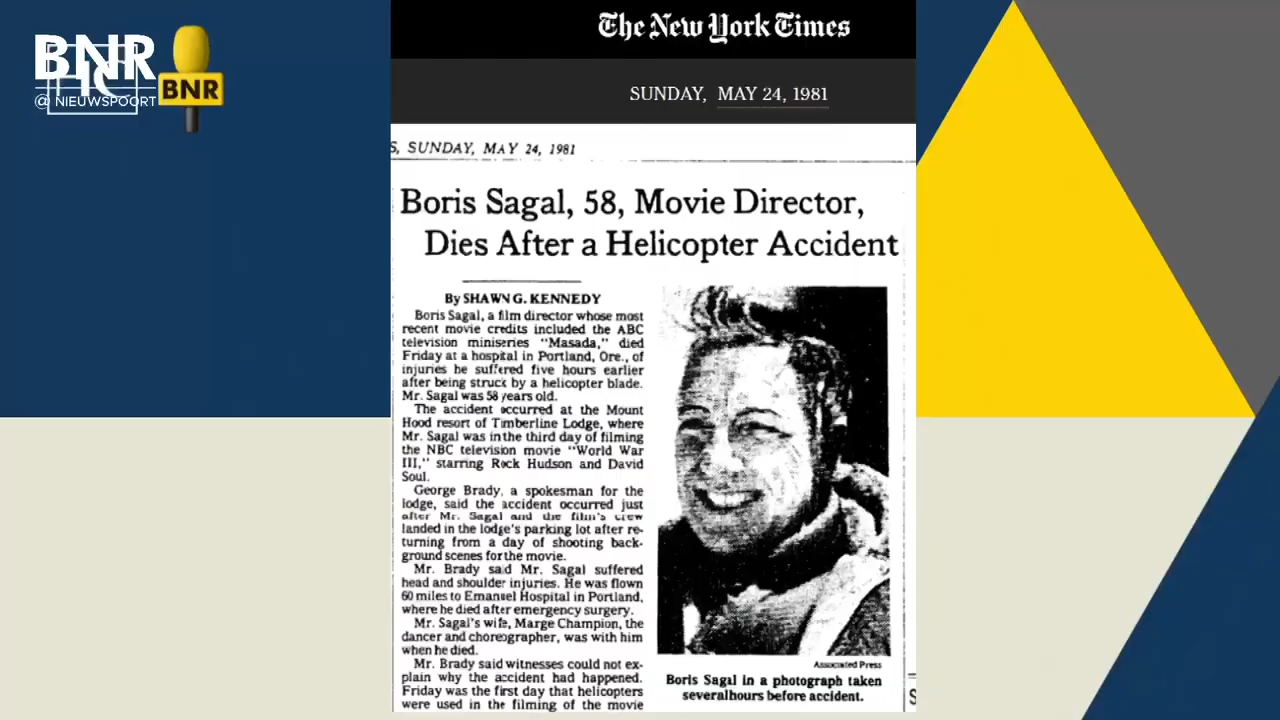 BNR
IC
@ NIEUWSPOORT
BNR
The New York Times
SUNDAY, MAY 24, 1981
S, SUNDAY, MAY 24, 1981
Boris Sagal, 58, Movie Director,
Dies After a Helicopter Accident
By SHAWN G. KENNEDY
Boris Sagal, a film director whose most
recent movie credits included the ABC
television miniseries "Masada," died
Friday at a hospital in Portland, Ore., of
injuries he suffered five hours earlier
after being struck by a helicopter blade.
Mr. Sagal was 58 years old.
The accident occurred at the Mount
Hood resort of Timberline Lodge, where
Mr. Sagal was in the third day of filming
the NBC television movie "World War
III," starring Rock Hudson and David
Soul.
George Brady, a spokesman for the
lodge, said the accident occurred just
after Mr. Sagal and the film's crew
landed in the lodge's parking lot after re-
turning from a day of shooting back-
ground scenes for the movie.
Mr. Brady said Mr. Sagal suffered
head and shoulder injuries. He was flown
60 miles to Emanuel Hospital in Portland,
where he died after emergency surgery.
Mr. Sagal's wife, Marge Champion, the
dancer and choreographer, was with him
when he died.
Mr. Brady said witnesses could not ex-
plain why the accident had happened.
Friday was the first day that helicopters
were used in the filming of the movie
Associated Press
Boris Sagal in a photograph taken
severalhours before accident.
S